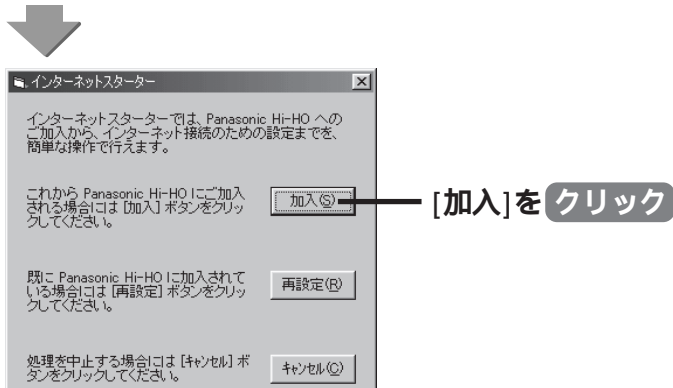 インターネットスターター
インターネットスターターでは、Panasonic Hi-HO への
ご加入から、インターネット接続のための設定までを、
簡単な操作で行えます。
これから Panasonic Hi-HO にご加入
される場合には [加入] ボタンをクリッ
クしてください。
加入(S)
[加入]を クリック
既に Panasonic Hi-HO に加入されて
いる場合には [再設定] ボタンをクリッ
クしてください。
再設定(R)
処理を中止する場合には [キャンセル] ボ
タンをクリックしてください。
キャンセル(C)